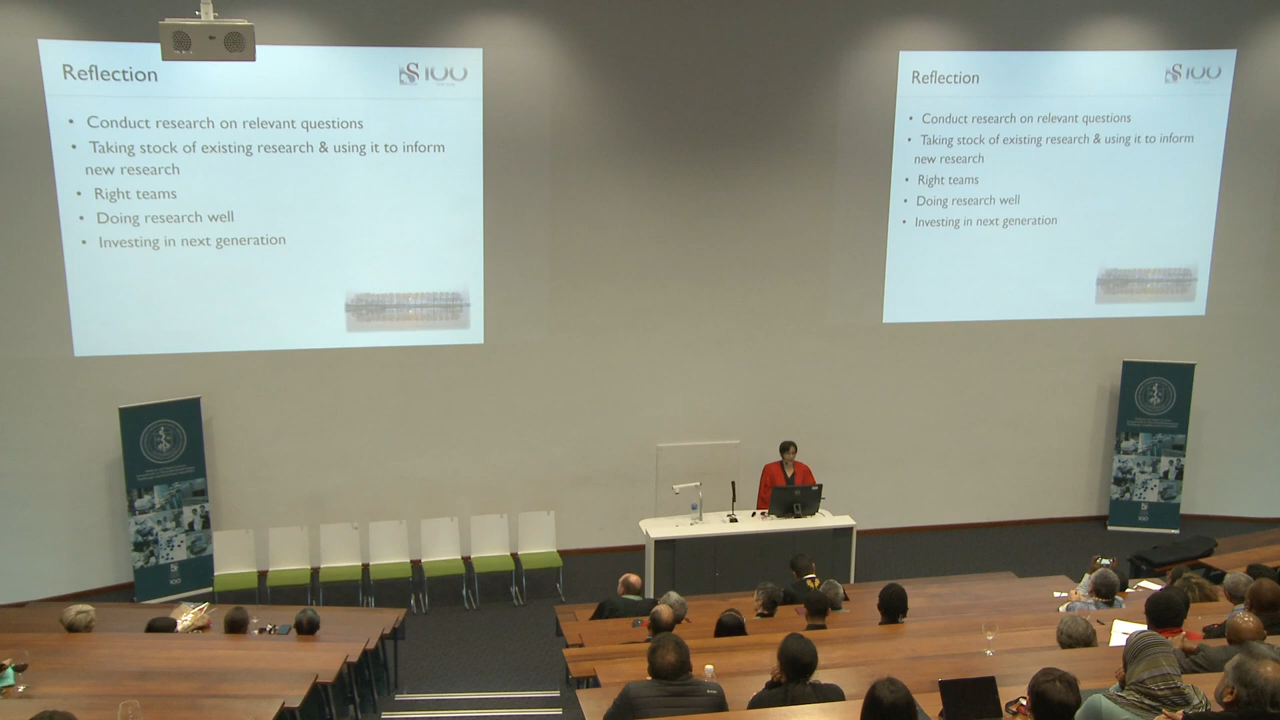 Reflection
S100
• Conduct research on relevant questions
• Taking stock of existing research & using it to inform
new research
• Right teams
• Doing research well
• Investing in next generation
Reflection
S100
• Conduct research on relevant questions
• Taking stock of existing research & using it to inform
new research
• Right teams
• Doing research well
• Investing in next generation
100